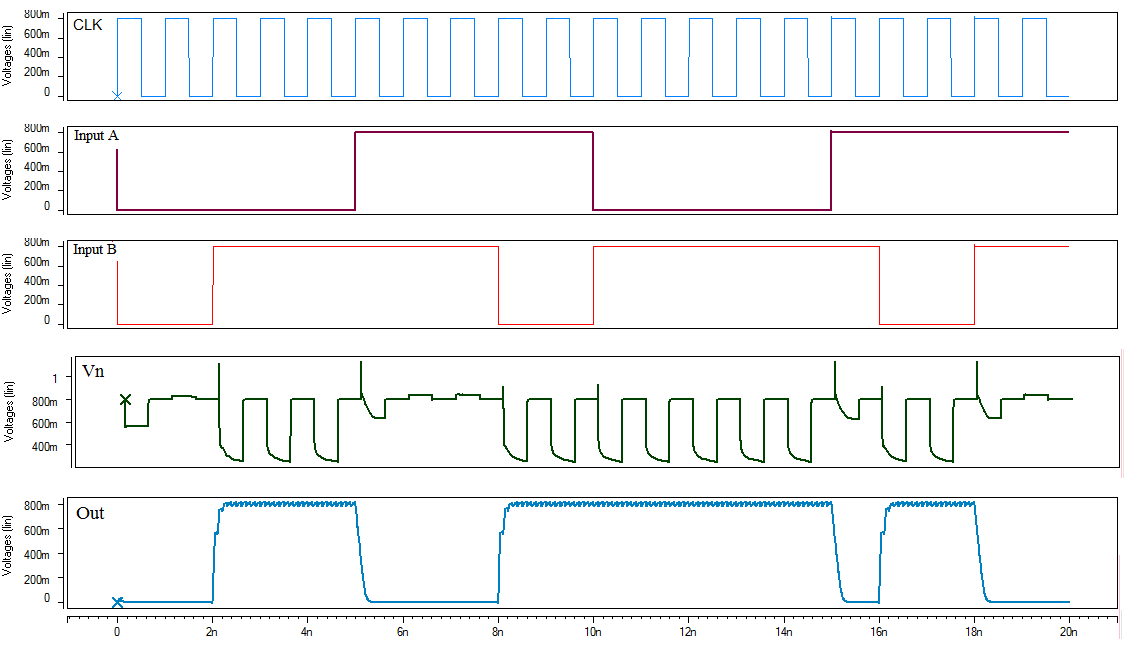 800m
600m
400m
200m
0
Voltages (lin)
CLK
800m
600m
400m
200m
0
Voltages (lin)
Input A
800m
600m
400m
200m
0
Voltages (lin)
Input B
1
800m
600m
400m
Voltages (lin)
Vn
800m
600m
400m
200m
0
Voltages (lin)
Out
0 2n 4n 6n 8n 10n 12n 14n 16n 18n 20n